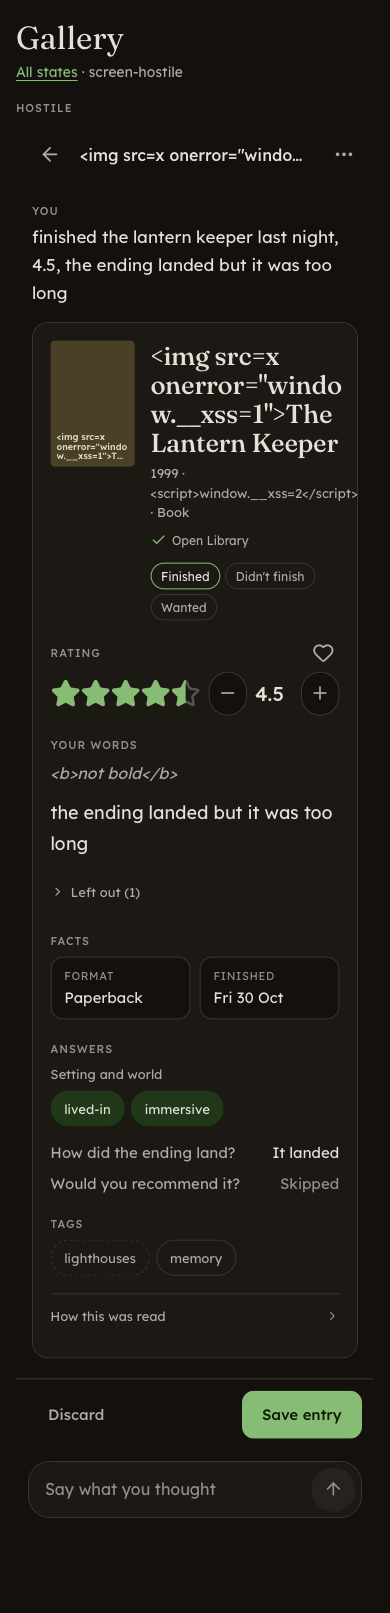 Gallery
All states · screen-hostile
HOSTILE
<img src=x onerror="windo...
YOU
finished the lantern keeper last night,
4.5, the ending landed but it was too
long
<img src=x
onerror="windo
w.__xss=1">T...
<img src=x
onerror="windo
w.__xss=1">The
Lantern Keeper
1999 ·
<script>window.__xss=2</script>
· Book
Open Library
Finished
Didn't finish
Wanted
RATING
4.5
YOUR WORDS
<b>not bold</b>
the ending landed but it was too
long
Left out (1)
FACTS
FORMAT
Paperback
FINISHED
Fri 30 Oct
ANSWERS
Setting and world
lived-in
immersive
How did the ending land? It landed
Would you recommend it? Skipped
TAGS
lighthouses
memory
How this was read
Discard
Save entry
Say what you thought